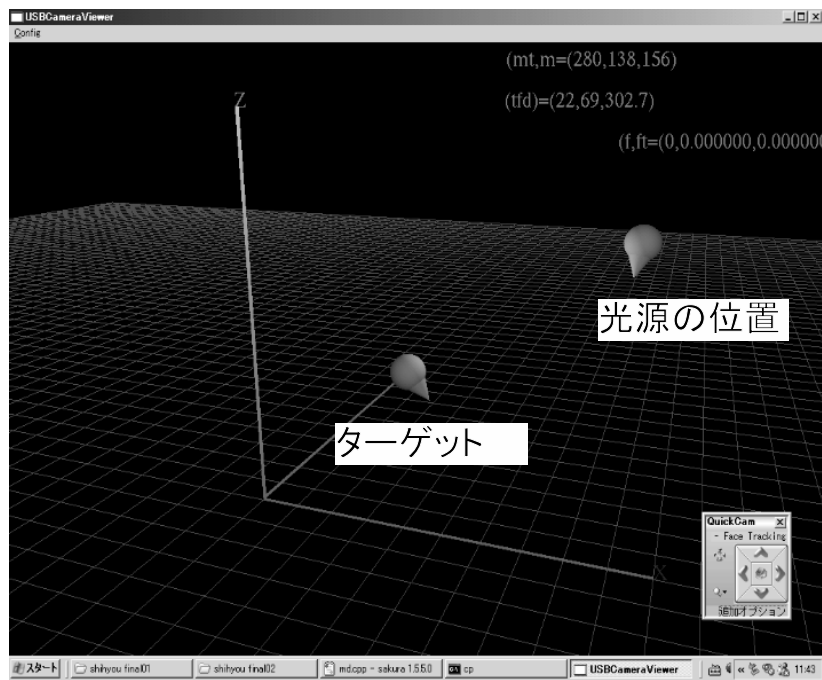 USBCameraViewer
Config
(mt,m=(280,138,156)
Z
(tfd)=(22,69,302.7)
(f,ft=(0,0.000000,0.000000
光源の位置
ターゲット
QuickCam
- Face Tracking
X
追加オプション
スタート
shihyou final01
shihyou final02
md.cpp - sakura 1.5.5.0
cp
USBCameraViewer
«
11:43